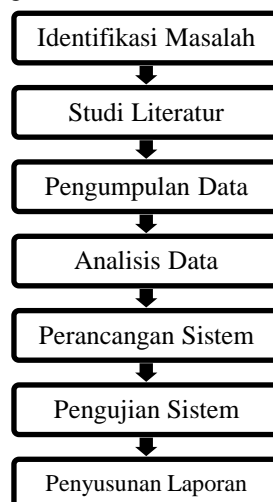 Identifikasi Masalah
Studi Literatur
Pengumpulan Data
Analisis Data
Perancangan Sistem
Pengujian Sistem
Penyusunan Laporan